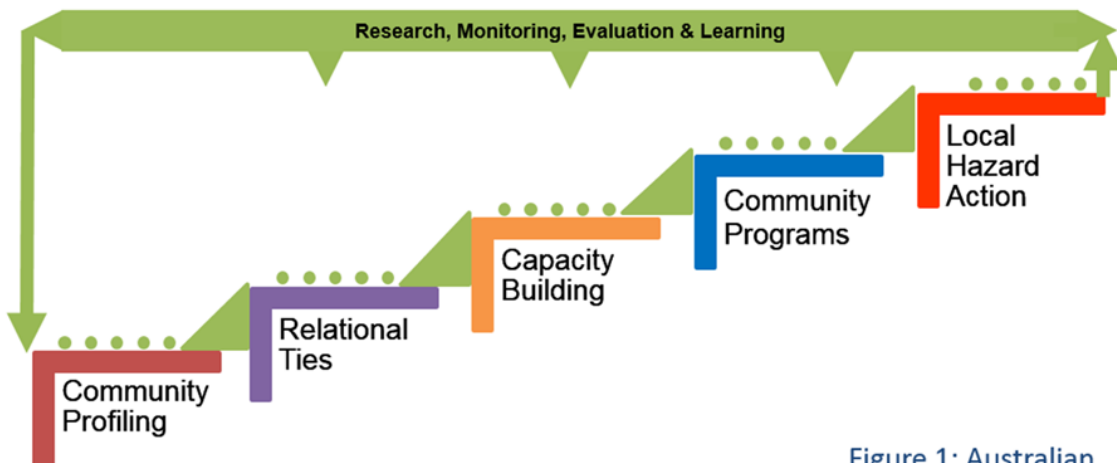 Research, Monitoring, Evaluation & Learning
Local
Hazard
Action
Community
Programs
Capacity
Building
Relational
Ties
Community
Profiling
Figure 1: Australian